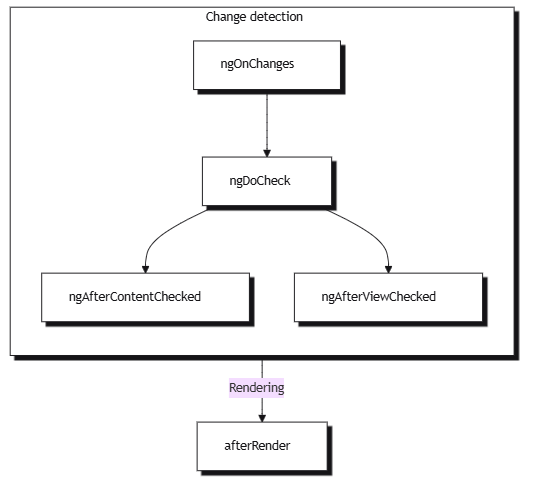 Change detection
ngOnChanges
ngDoCheck
ngAfterContentChecked
ngAfterViewChecked
Rendering
afterRender